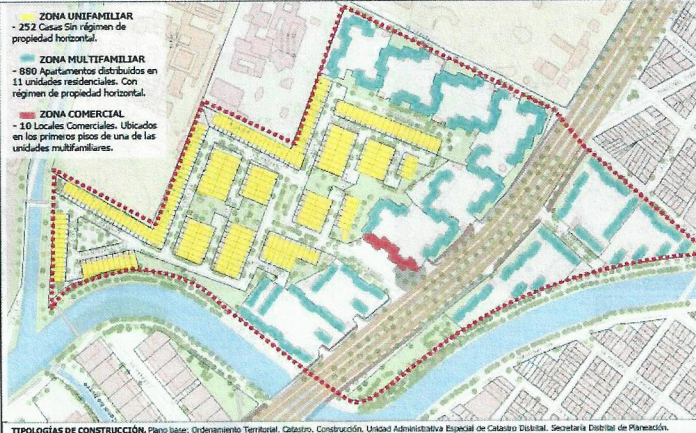 ZONA UNIFAMILIAR
- 252 Casas Sin régimen de
propiedad horizontal.
ZONA MULTIFAMILIAR
- 880 Apartamentos distribuidos en
11 unidades residenciales. Con
régimen de propiedad horizontal.
ZONA COMERCIAL
- 10 Locales Comerciales. Ubicados
en los primeros pisos de una de las
unidades multifamiliares.
TIPOLOGÍAS DE CONSTRUCCIÓN. Plano base: Ordenamiento Territorial. Catastro. Construcción. Unidad Administrativa Especial de Catastro Distrital. Secretaría Distrital de Planeación.